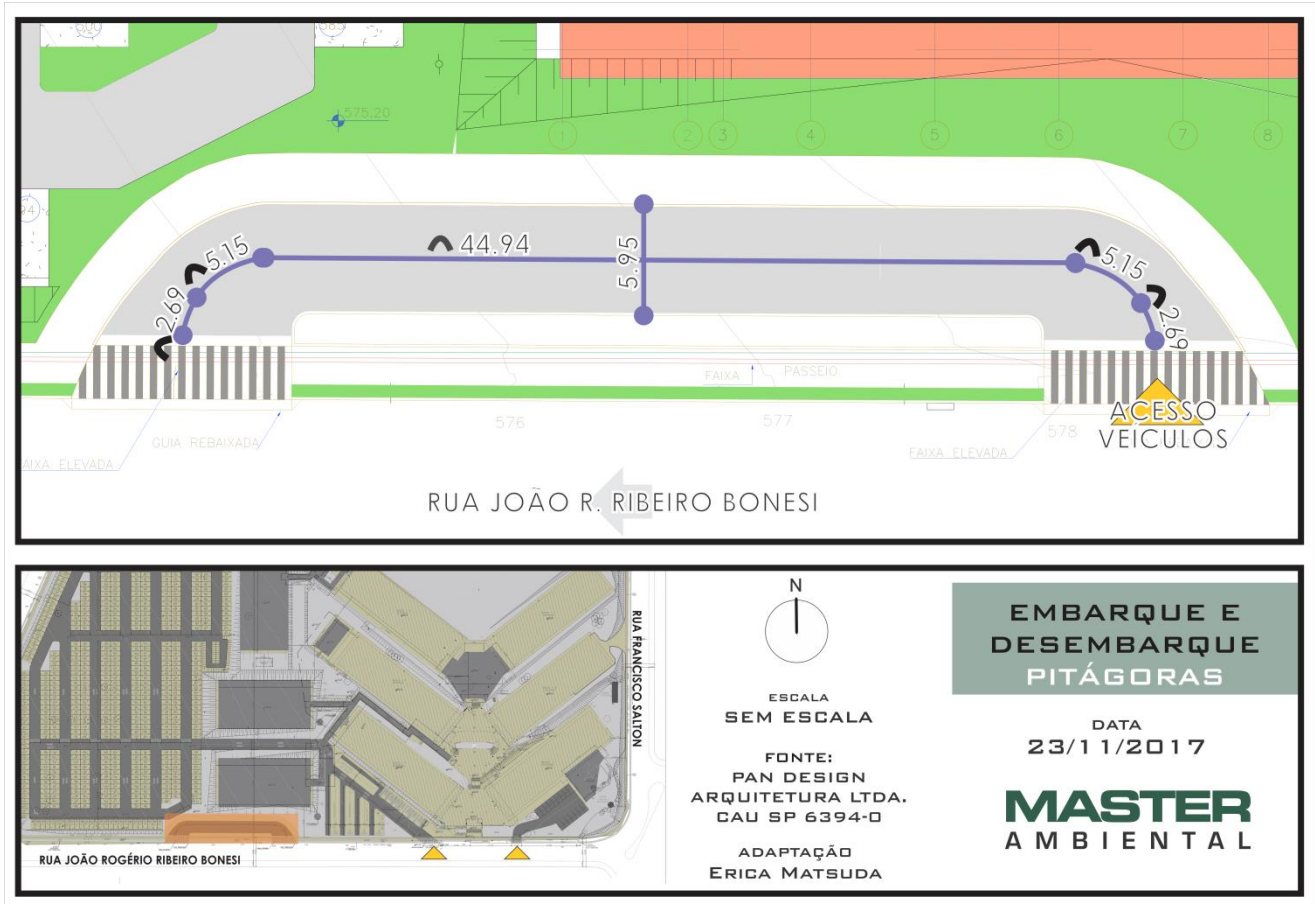 575.20
1
2
3
4
5
6
7
8
94
5.15
44.94
5.95
5.15
2.69
2.69
FAIXA
PASSEIO
576
577
578
GUIA REBAIXADA
AIXA ELEVADA
FAIXA ELEVADA
ACESSO
VEICULOS
RUA JOÃO R. RIBEIRO BONESI
RUA FRANCISCO SALTON
RUA JOÃO ROGÉRIO RIBEIRO BONESI
N
ESCALA
SEM ESCALA
FONTE:
PAN DESIGN
ARQUITETURA LTDA.
CAU SP 6394-0
ADAPTAÇÃO
ERICA MATSUDA
EMBARQUE E
DESEMBARQUE
PITÁGORAS
DATA
23/11/2017
MASTER
AMBIENTAL